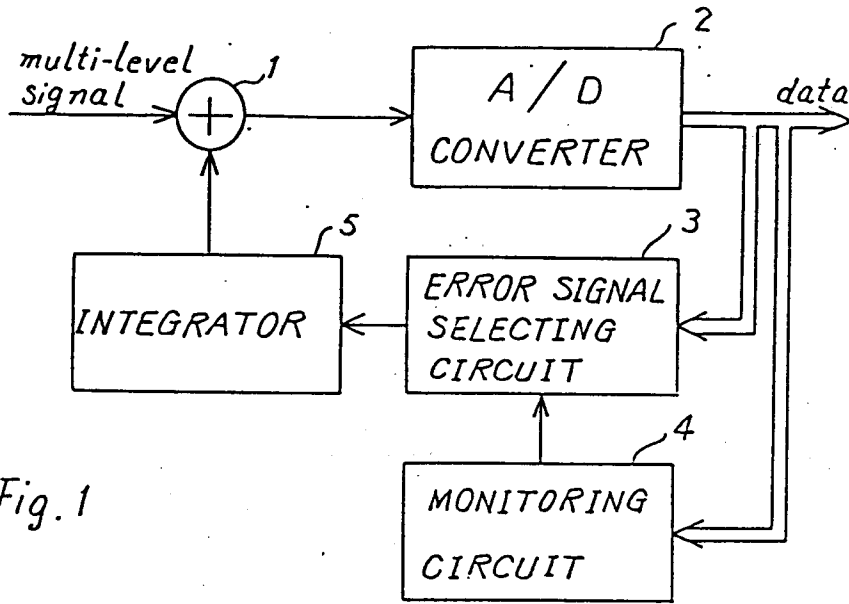 multi-level
signal
1
2
A / D
CONVERTER
data
5
INTEGRATOR
3
ERROR SIGNAL
SELECTING
CIRCUIT
4
MONITORING
CIRCUIT
Fig. 1